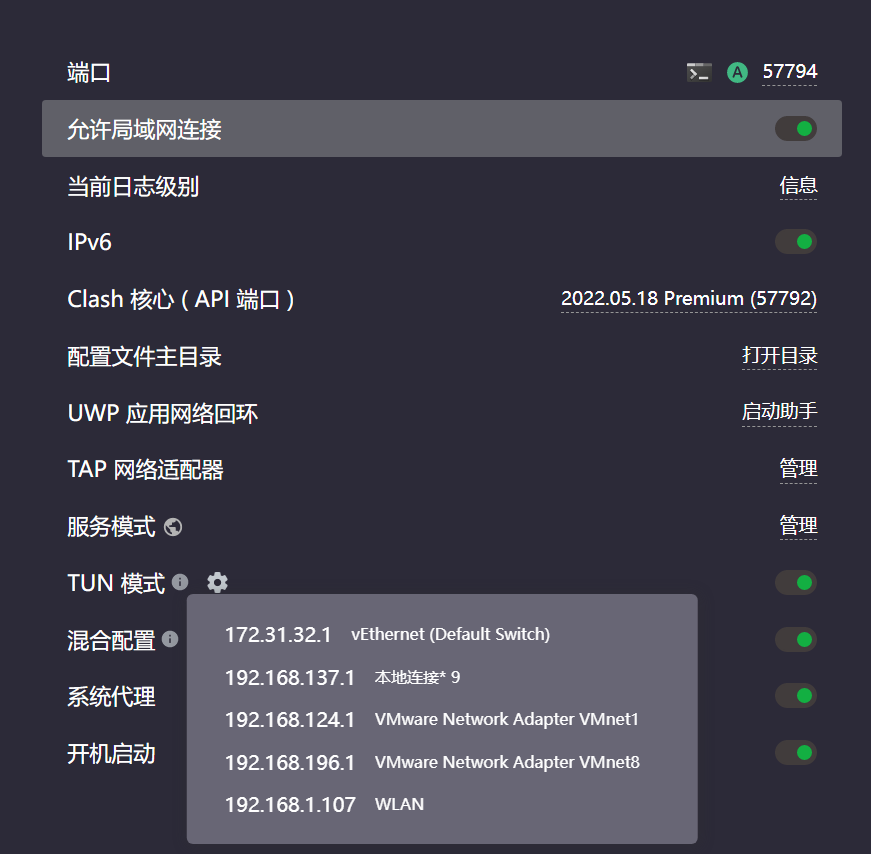 端口 A 57794
允许局域网连接
当前日志级别 信息
IPv6
Clash 核心 ( API 端口 ) 2022.05.18 Premium (57792)
配置文件主目录 打开目录
UWP 应用网络回环 启动助手
TAP 网络适配器 管理
服务模式 管理
TUN 模式
混合配置
系统代理
开机启动
172.31.32.1 vEthernet (Default Switch)
192.168.137.1 本地连接* 9
192.168.124.1 VMware Network Adapter VMnet1
192.168.196.1 VMware Network Adapter VMnet8
192.168.1.107 WLAN